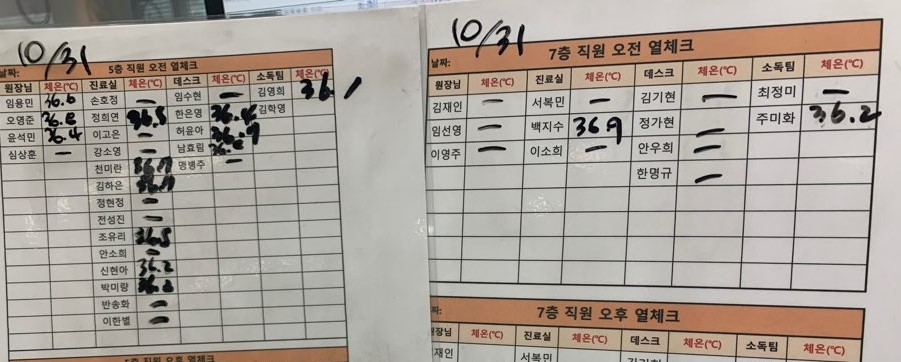 10/31
날짜: 5층 직원 오전 열체크
원장님 체온(℃) 진료실 체온(℃) 데스크 체온(℃) 소독팀 체온(℃)
임용민 36.6 손호정 — 임수현 — 김영희 36.1
오영준 36.8 정희연 36.5 한은영 김학영
윤석민 36.4 이고은 — 허윤아
심상훈 — 강소영 — 남효림
천미란 36.7 맹병주 —
김하은 36.7
정현정 —
전성진 —
조유리 36.5
안소희 —
신현아 36.2
박미량
반송화 —
이한별 —
5층 직원 오후 열체크
10/31
날짜: 7층 직원 오전 열체크
원장님 체온(℃) 진료실 체온(℃) 데스크 체온(℃) 소독팀 체온(℃)
김재인 — 서복민 — 김기현 — 최정미 —
임선영 — 백지수 36.9 정가현 — 주미화 36.2
이영주 — 이소희 — 안우희 —
한명규 —
짜: 7층 직원 오후 열체크
원장님 체온(℃) 진료실 체온(℃) 데스크 체온(℃) 소독팀 체온(℃)
재인 서복민